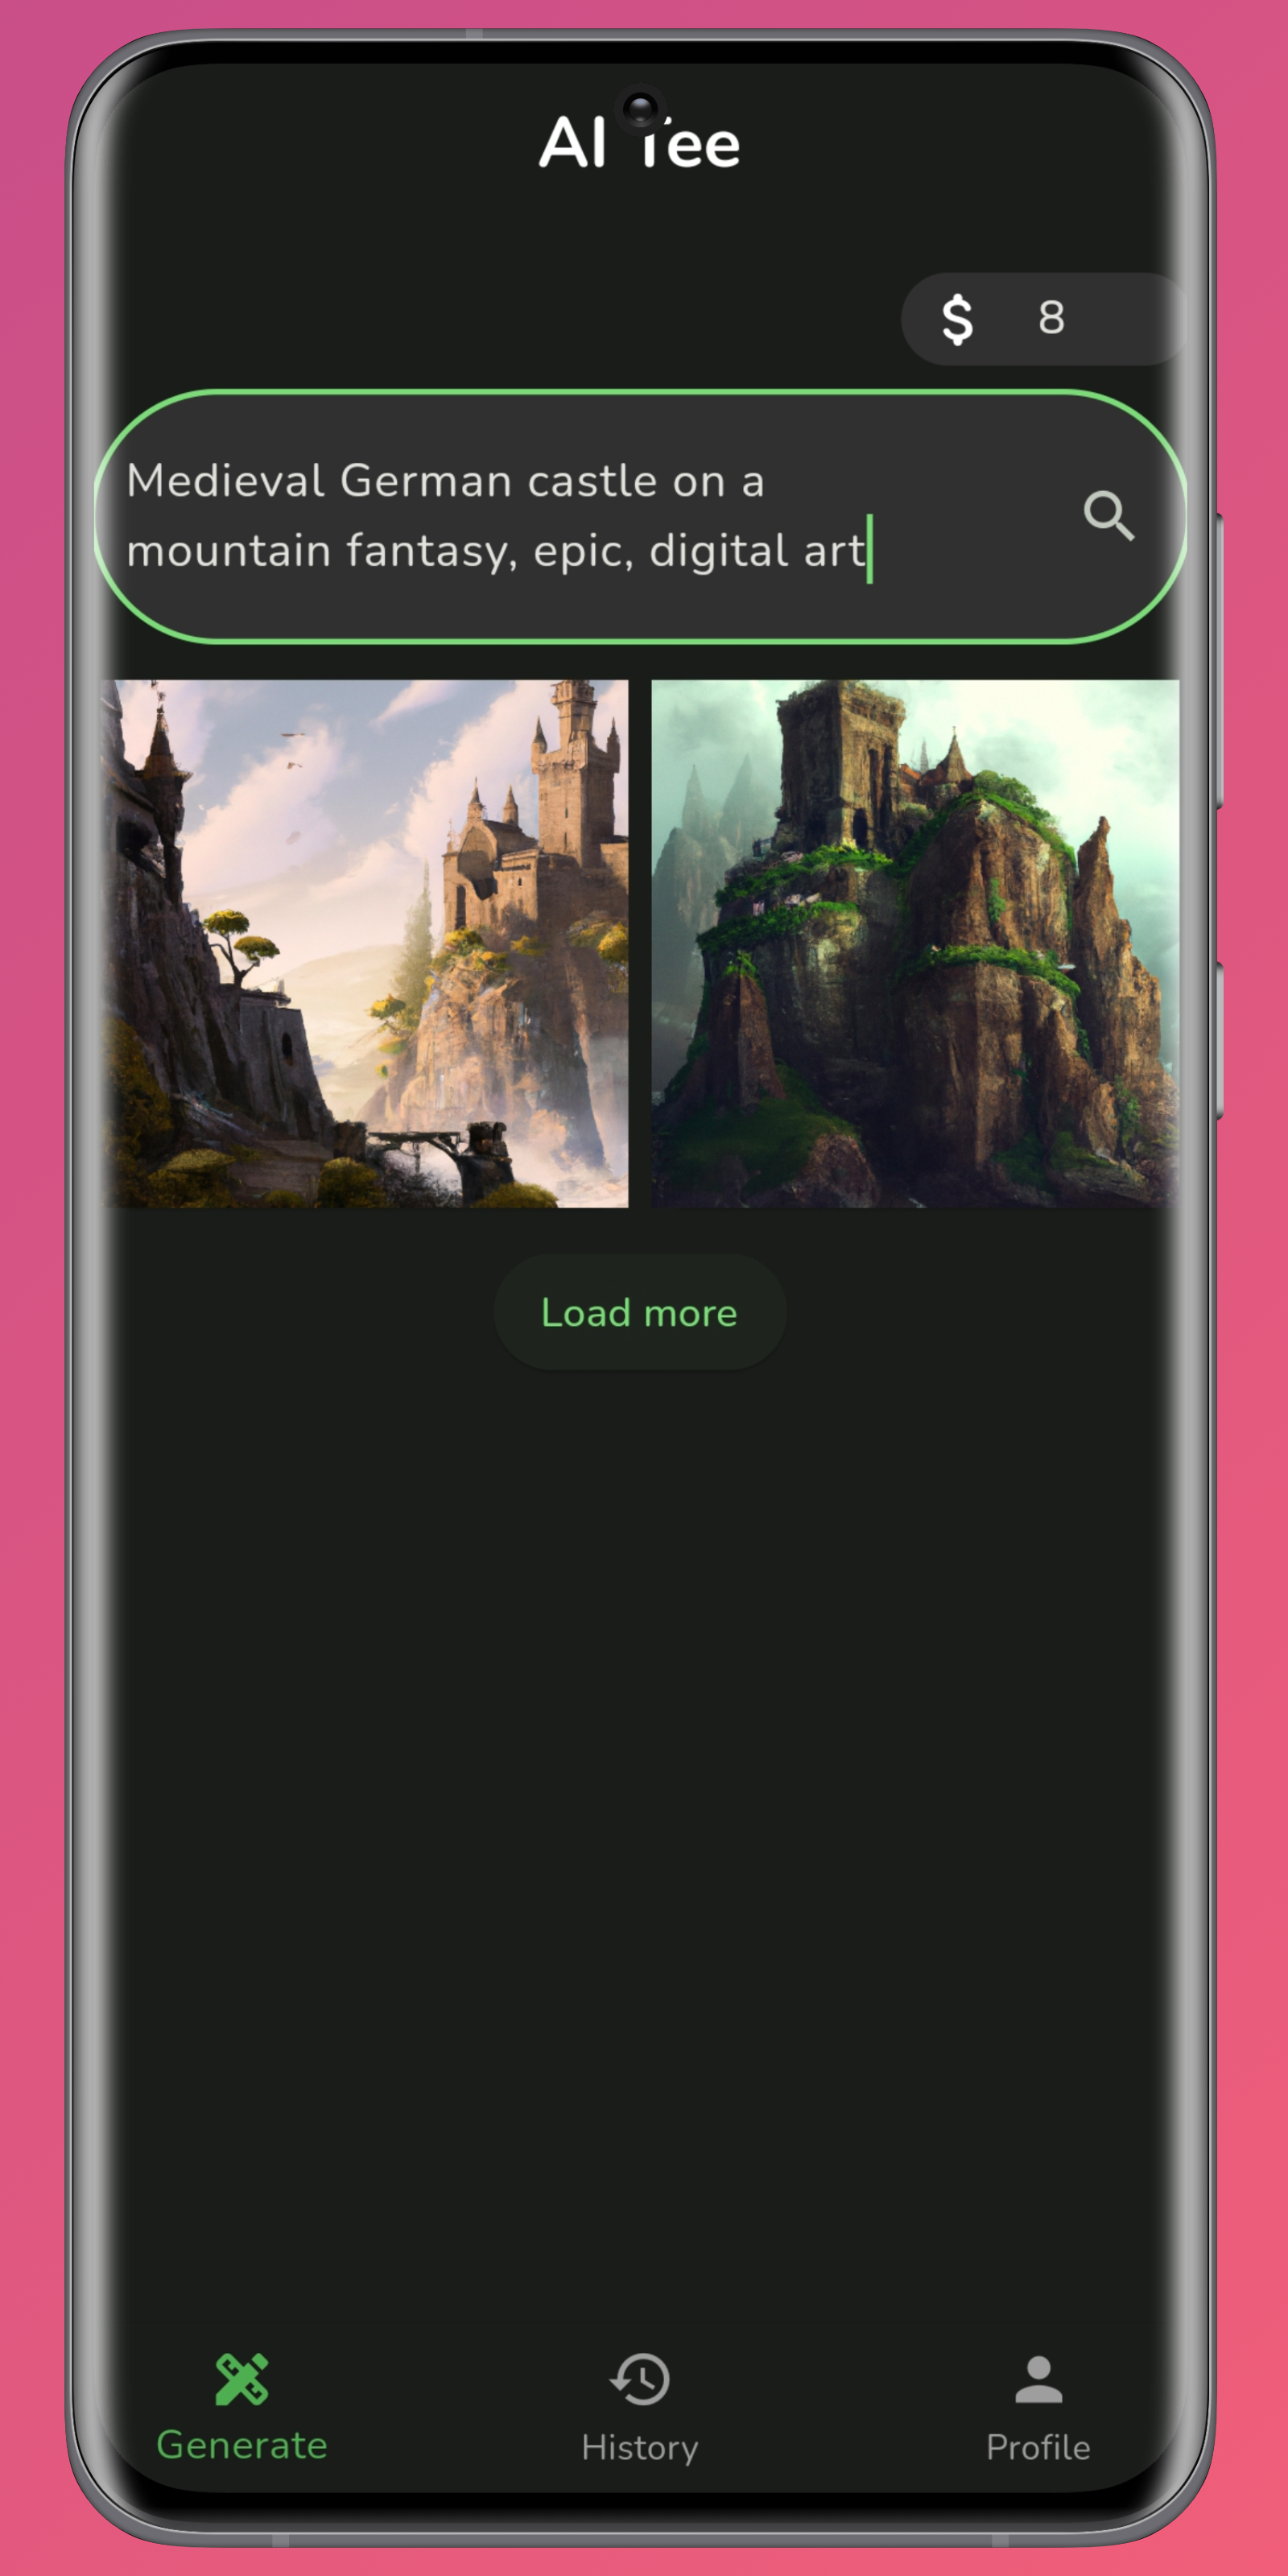 AI Tee
$ 8
Medieval German castle on a
mountain fantasy, epic, digital art
Load more
Generate
History
Profile